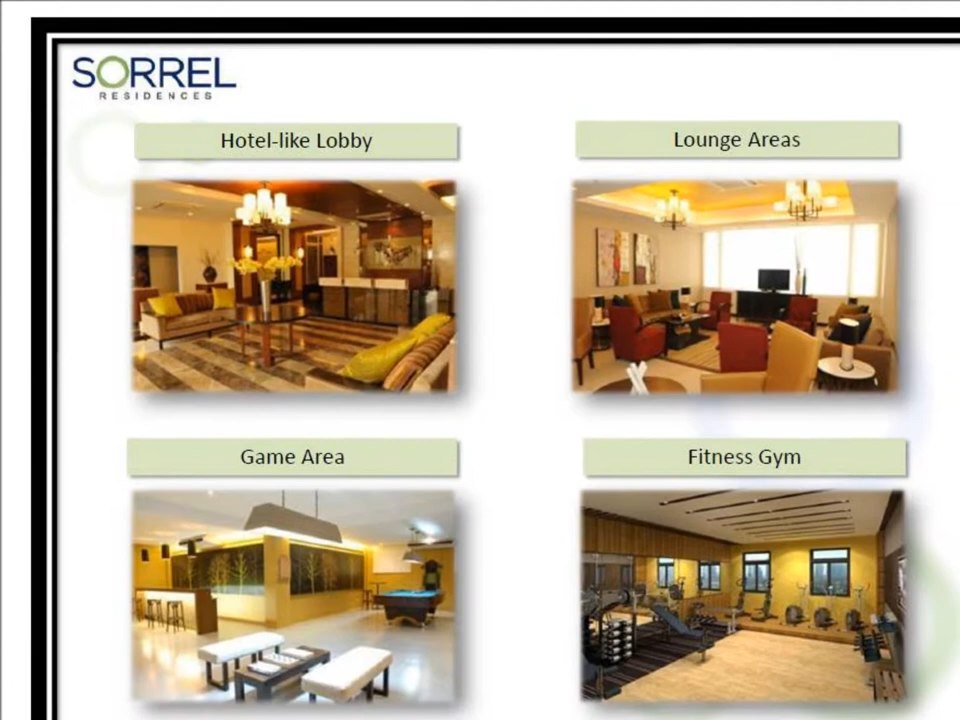 SORREL
RESIDENCES
Hotel-like Lobby
Lounge Areas
Game Area
Fitness Gym